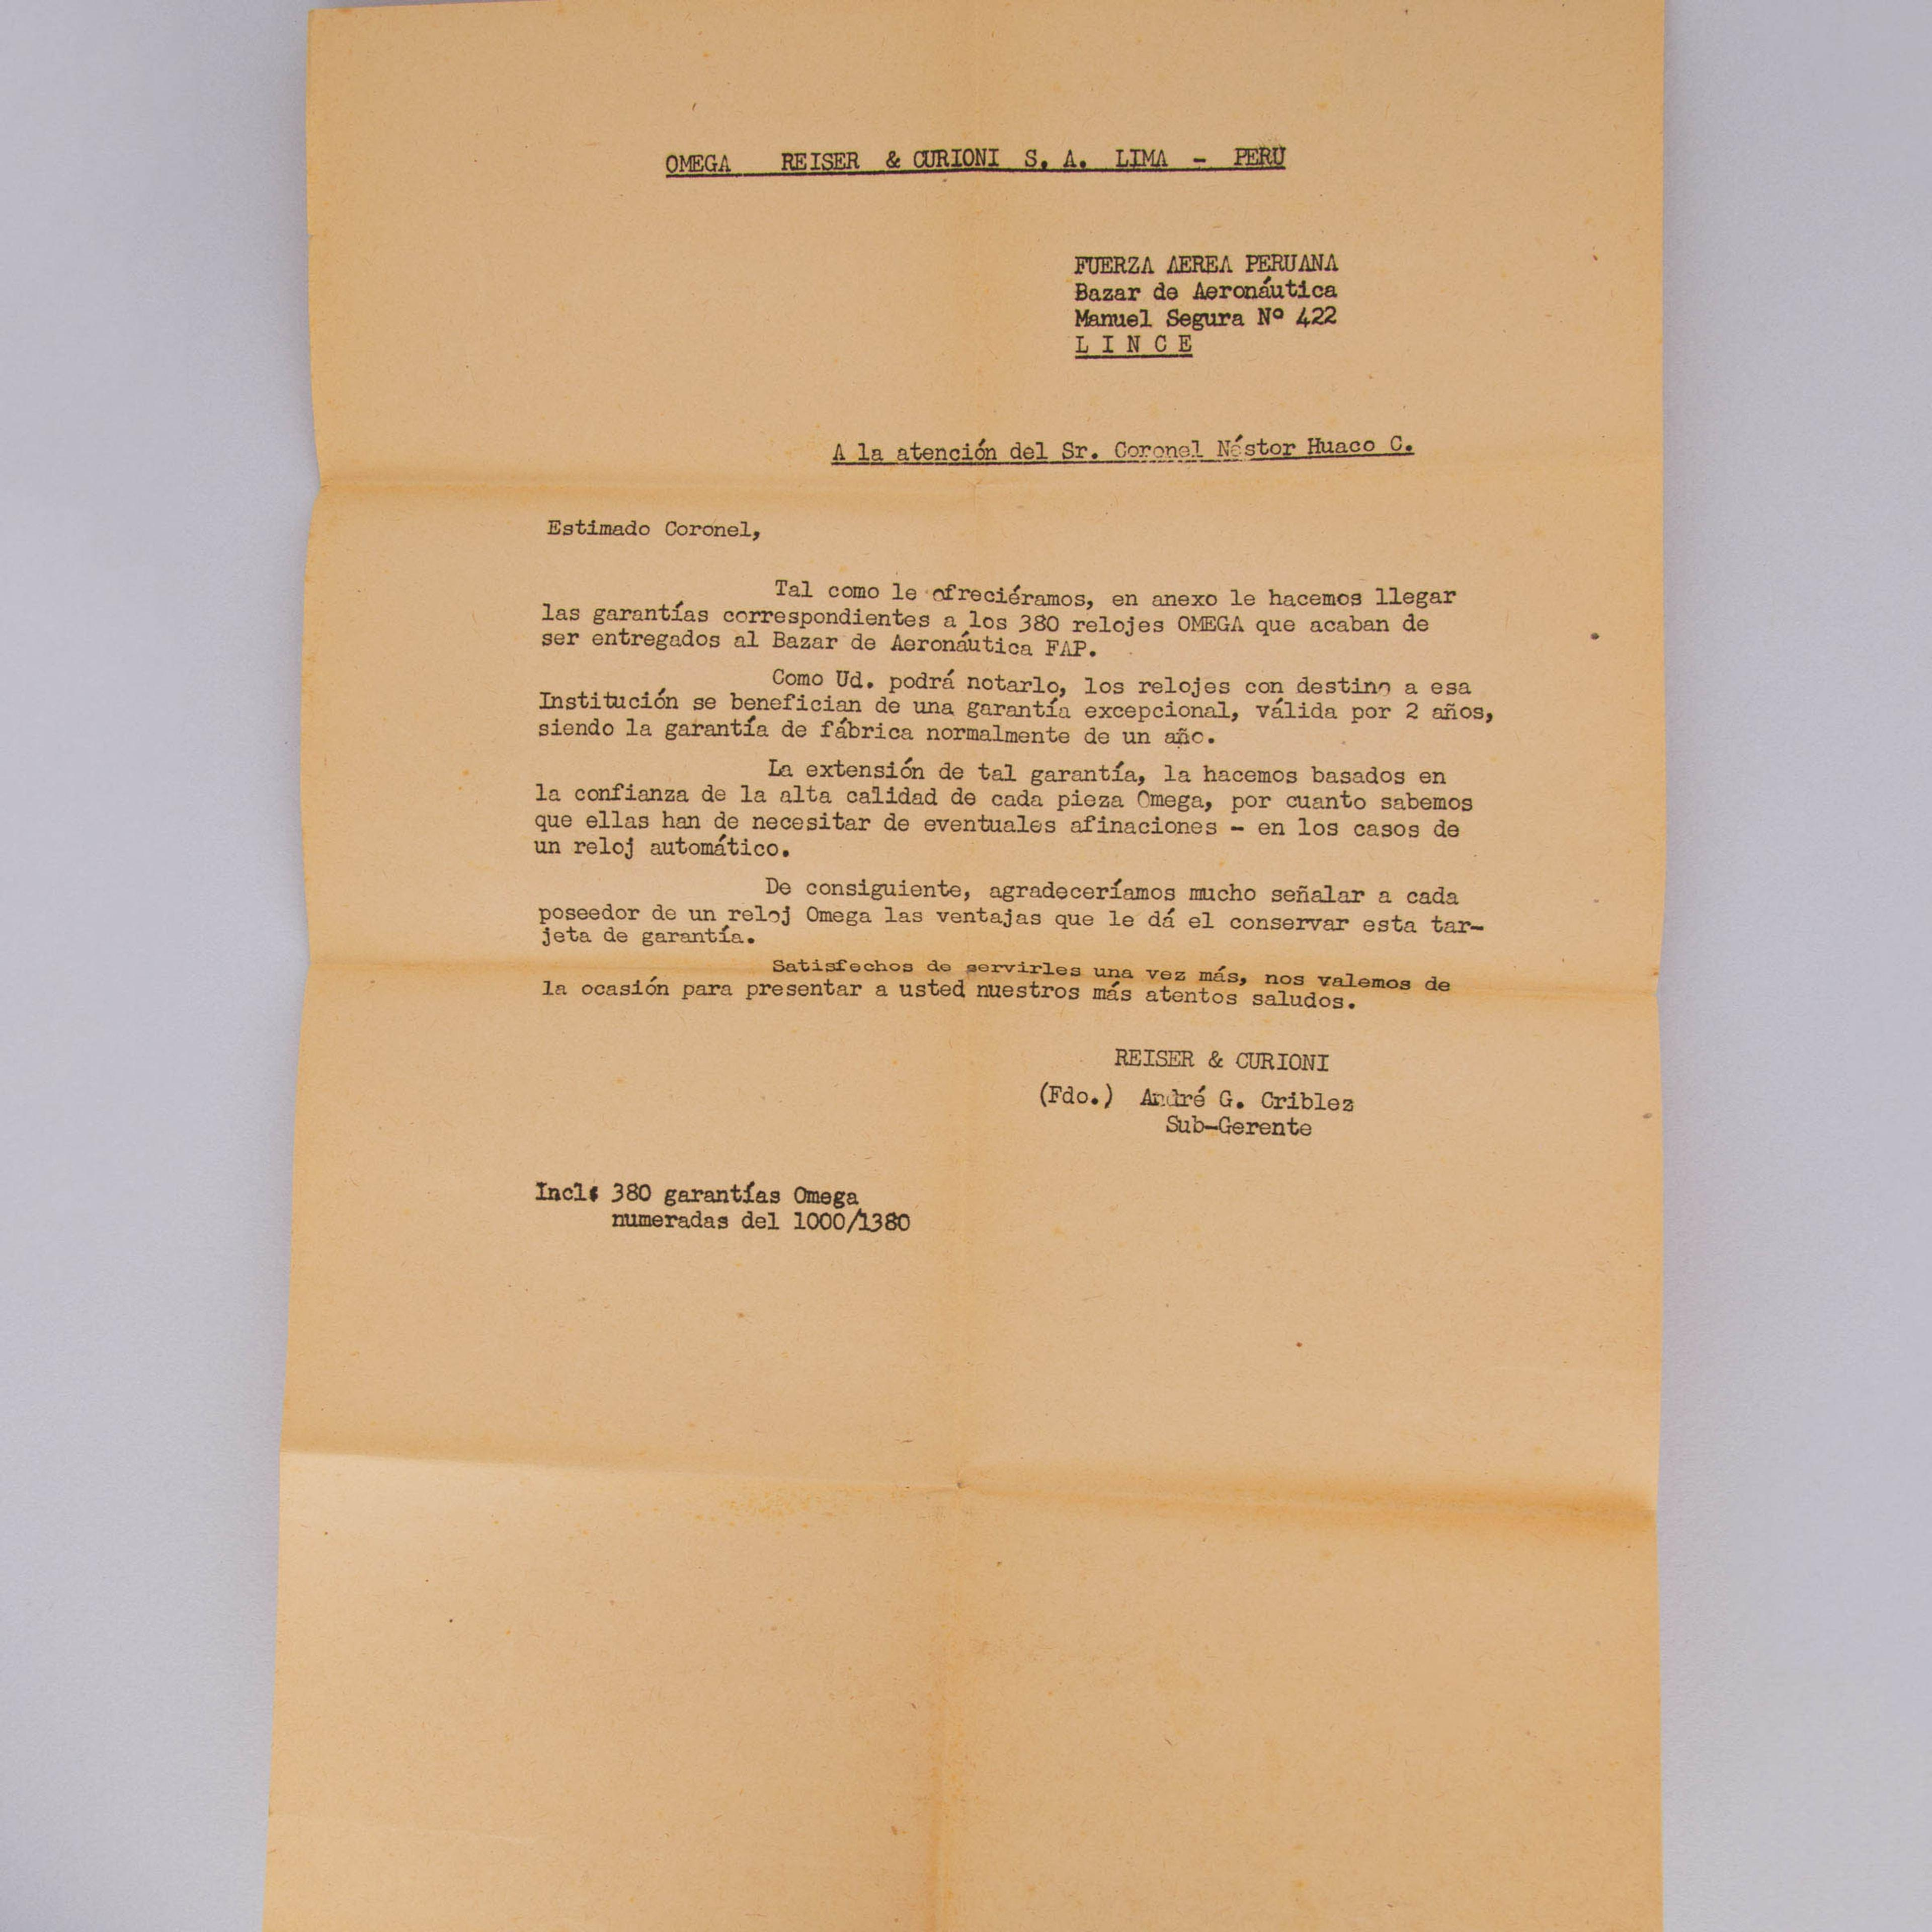 OMEGA REISER & CURIONI S. A. LIMA - PERU
FUERZA AEREA PERUANA
Bazar de Aeronáutica
Manuel Segura Nº 422
L I N C E
A la atención del Sr. Coronel Néstor Huaco C.
Estimado Coronel,
Tal como le ofreciéramos, en anexo le hacemos llegar
las garantías correspondientes a los 380 relojes OMEGA que acaban de
ser entregados al Bazar de Aeronáutica FAP.
Como Ud. podrá notarlo, los relojes con destino a esa
Institución se benefician de una garantía excepcional, válida por 2 años,
siendo la garantía de fábrica normalmente de un año.
La extensión de tal garantía, la hacemos basados en
la confianza de la alta calidad de cada pieza Omega, por cuanto sabemos
que ellas han de necesitar de eventuales afinaciones - en los casos de
un reloj automático.
De consiguiente, agradeceríamos mucho señalar a cada
poseedor de un reloj Omega las ventajas que le dá el conservar esta tar-
jeta de garantía.
Satisfechos de servirles una vez más, nos valemos de
la ocasión para presentar a usted nuestros más atentos saludos.
REISER & CURIONI
(Fdo.) André G. Criblez
Sub-Gerente
Incl: 380 garantías Omega
numeradas del 1000/1380